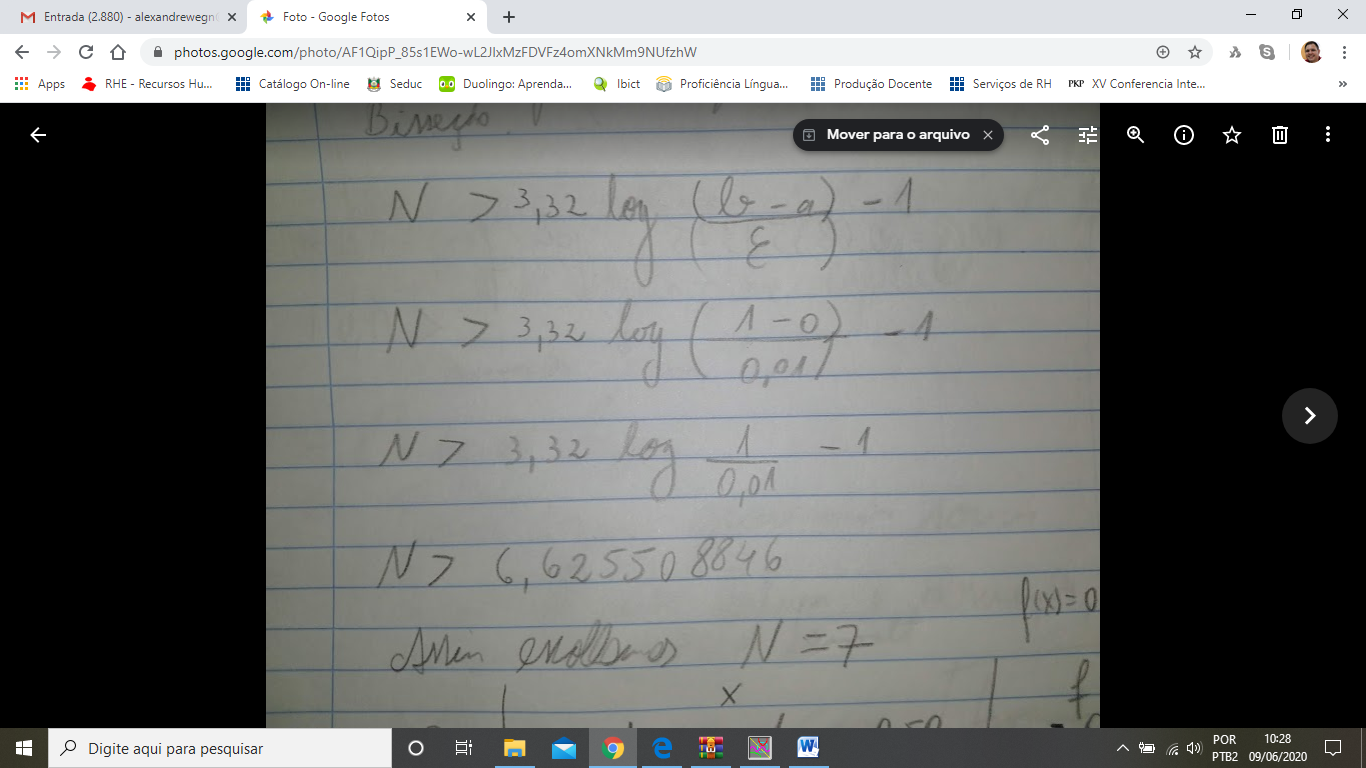 Entrada (2.880) - alexandrewegn
Foto - Google Fotos
photos.google.com/photo/AF1QipP_85s1EWo-wL2JlxMzFDVFz4omXNkMm9NUfzhW
Apps RHE - Recursos Hu... Catálogo On-line Seduc Duolingo: Aprenda... Ibict Proficiência Língua... Produção Docente Serviços de RH PKP XV Conferencia Inte... »
Bisseção
Mover para o arquivo
N > 3,32 log ((b - a)/ε) - 1
N > 3,32 log ((1 - 0)/0,01) - 1
N > 3,32 log 1/0,01 - 1
N > 6,6255508846
f(x)=0
Assim escolhemos N = 7
x f
Digite aqui para pesquisar
POR
PTB2
10:28
09/06/2020